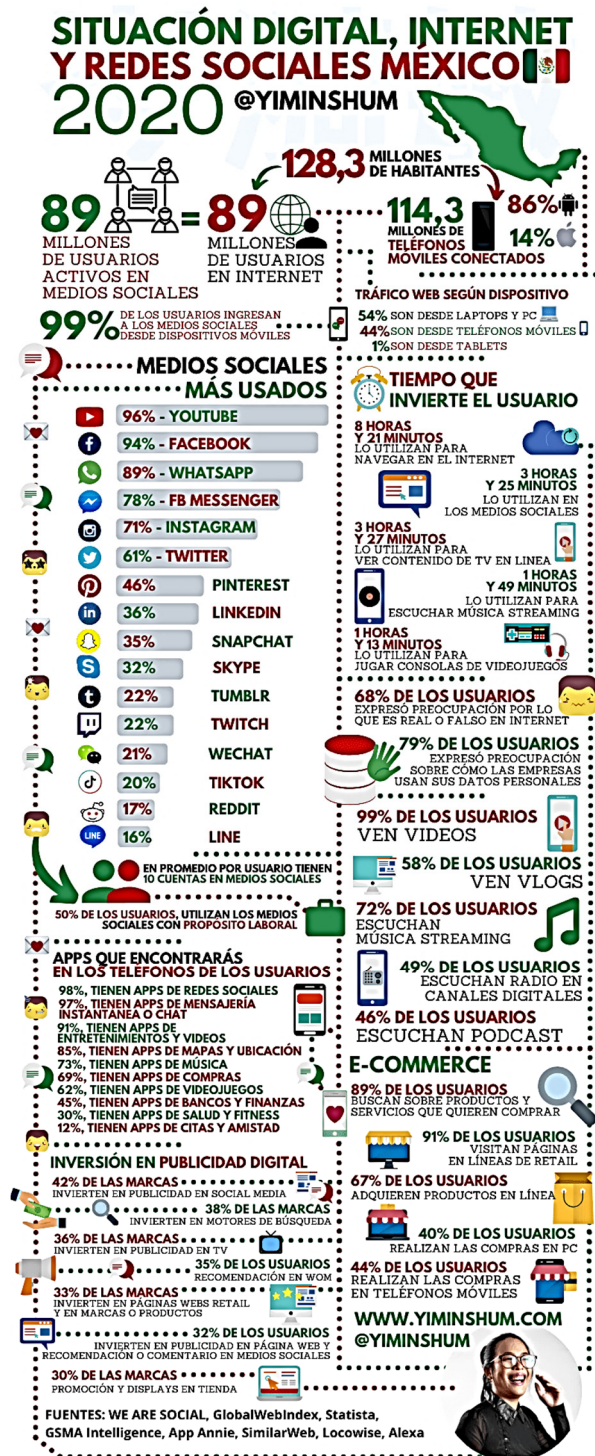 SITUACIÓN DIGITAL, INTERNET
Y REDES SOCIALES MÉXICO
2020 @YIMINSHUM
128,3 MILLONES
DE HABITANTES
89
MILLONES
DE USUARIOS
ACTIVOS EN
MEDIOS SOCIALES
=
89
MILLONES
DE USUARIOS
EN INTERNET
114,3
MILLONES DE
TELÉFONOS
MÓVILES CONECTADOS
86%
14%
99% DE LOS USUARIOS INGRESAN
A LOS MEDIOS SOCIALES
DESDE DISPOSITIVOS MÓVILES
TRÁFICO WEB SEGÚN DISPOSITIVO
54% SON DESDE LAPTOPS Y PC
44% SON DESDE TELÉFONOS MÓVILES
1% SON DESDE TABLETS
MEDIOS SOCIALES
MÁS USADOS
96% - YOUTUBE
94% - FACEBOOK
89% - WHATSAPP
78% - FB MESSENGER
71% - INSTAGRAM
61% - TWITTER
46% PINTEREST
36% LINKEDIN
35% SNAPCHAT
32% SKYPE
22% TUMBLR
22% TWITCH
21% WECHAT
20% TIKTOK
17% REDDIT
LINE 16% LINE
EN PROMEDIO POR USUARIO TIENEN
10 CUENTAS EN MEDIOS SOCIALES
50% DE LOS USUARIOS, UTILIZAN LOS MEDIOS
SOCIALES CON PROPÓSITO LABORAL
APPS QUE ENCONTRARÁS
EN LOS TELÉFONOS DE LOS USUARIOS
98%, TIENEN APPS DE REDES SOCIALES
97%, TIENEN APPS DE MENSAJERÍA
INSTANTANEA O CHAT
91%, TIENEN APPS DE
ENTRETENIMIENTOS Y VIDEOS
85%, TIENEN APPS DE MAPAS Y UBICACIÓN
73%, TIENEN APPS DE MÚSICA
69%, TIENEN APPS DE COMPRAS
62%, TIENEN APPS DE VIDEOJUEGOS
45%, TIENEN APPS DE BANCOS Y FINANZAS
30%, TIENEN APPS DE SALUD Y FITNESS
12%, TIENEN APPS DE CITAS Y AMISTAD
INVERSIÓN EN PUBLICIDAD DIGITAL
42% DE LAS MARCAS
INVIERTEN EN PUBLICIDAD EN SOCIAL MEDIA
38% DE LAS MARCAS
INVIERTEN EN MOTORES DE BÚSQUEDA
36% DE LAS MARCAS
INVIERTEN EN PUBLICIDAD EN TV
35% DE LOS USUARIOS
RECOMENDACIÓN EN WOM
33% DE LAS MARCAS
INVIERTEN EN PÁGINAS WEBS RETAIL
Y EN MARCAS O PRODUCTOS
32% DE LOS USUARIOS
INVIERTEN EN PUBLICIDAD EN PÁGINA WEB Y
RECOMENDACIÓN O COMENTARIO EN MEDIOS SOCIALES
30% DE LAS MARCAS
PROMOCIÓN Y DISPLAYS EN TIENDA
TIEMPO QUE
INVIERTE EL USUARIO
8 HORAS
Y 21 MINUTOS
LO UTILIZAN PARA
NAVEGAR EN EL INTERNET
3 HORAS
Y 25 MINUTOS
LO UTILIZAN EN
LOS MEDIOS SOCIALES
3 HORAS
Y 27 MINUTOS
LO UTILIZAN PARA
VER CONTENIDO DE TV EN LINEA
1 HORAS
Y 49 MINUTOS
LO UTILIZAN PARA
ESCUCHAR MÚSICA STREAMING
1 HORAS
Y 13 MINUTOS
LO UTILIZAN PARA
JUGAR CONSOLAS DE VIDEOJUEGOS
68% DE LOS USUARIOS
EXPRESÓ PREOCUPACIÓN POR LO
QUE ES REAL O FALSO EN INTERNET
79% DE LOS USUARIOS
EXPRESÓ PREOCUPACIÓN
SOBRE CÓMO LAS EMPRESAS
USAN SUS DATOS PERSONALES
99% DE LOS USUARIOS
VEN VIDEOS
58% DE LOS USUARIOS
VEN VLOGS
72% DE LOS USUARIOS
ESCUCHAN
MÚSICA STREAMING
49% DE LOS USUARIOS
ESCUCHAN RADIO EN
CANALES DIGITALES
46% DE LOS USUARIOS
ESCUCHAN PODCAST
E-COMMERCE
89% DE LOS USUARIOS
BUSCAN SOBRE PRODUCTOS Y
SERVICIOS QUE QUIEREN COMPRAR
91% DE LOS USUARIOS
VISITAN PÁGINAS
EN LÍNEAS DE RETAIL
67% DE LOS USUARIOS
ADQUIEREN PRODUCTOS EN LÍNEA
40% DE LOS USUARIOS
REALIZAN LAS COMPRAS EN PC
44% DE LOS USUARIOS
REALIZAN LAS COMPRAS
EN TELÉFONOS MÓVILES
WWW.YIMINSHUM.COM
@YIMINSHUM
FUENTES: WE ARE SOCIAL, GlobalWebIndex, Statista,
GSMA Intelligence, App Annie, SimilarWeb, Locowise, Alexa